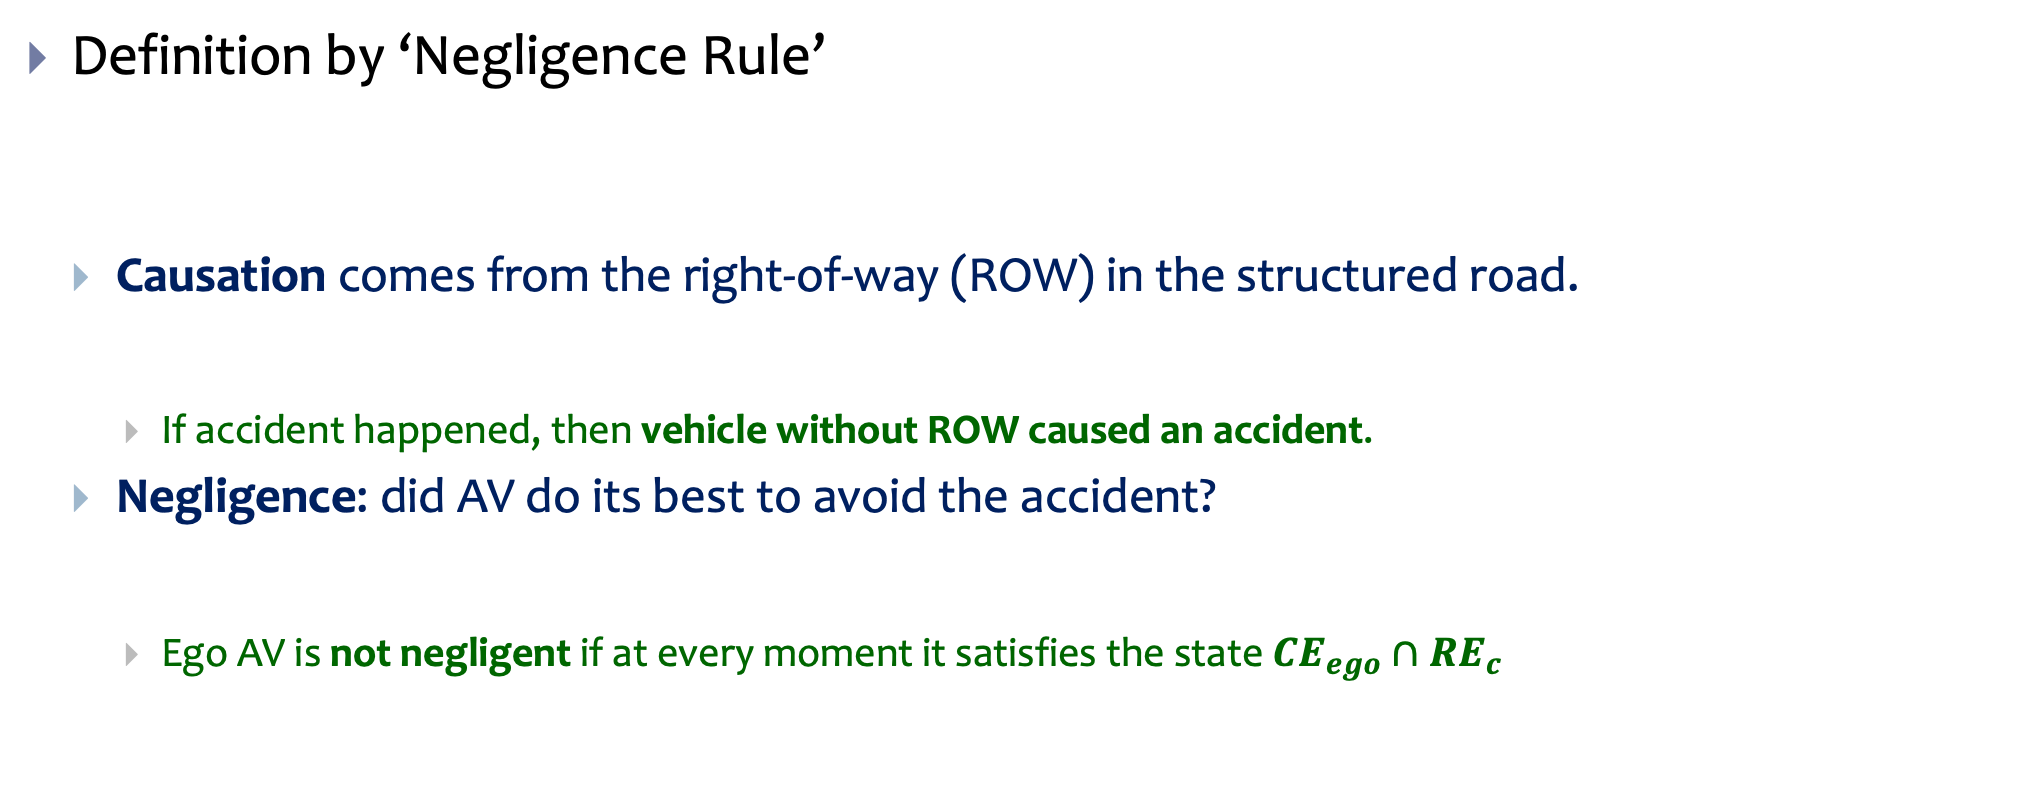 Definition by ‘Negligence Rule’
Causation comes from the right-of-way (ROW) in the structured road.
If accident happened, then vehicle without ROW caused an accident.
Negligence: did AV do its best to avoid the accident?
Ego AV is not negligent if at every moment it satisfies the state 𝑪𝑬ₑ𝑔ₒ ∩ 𝑹𝑬𝑐